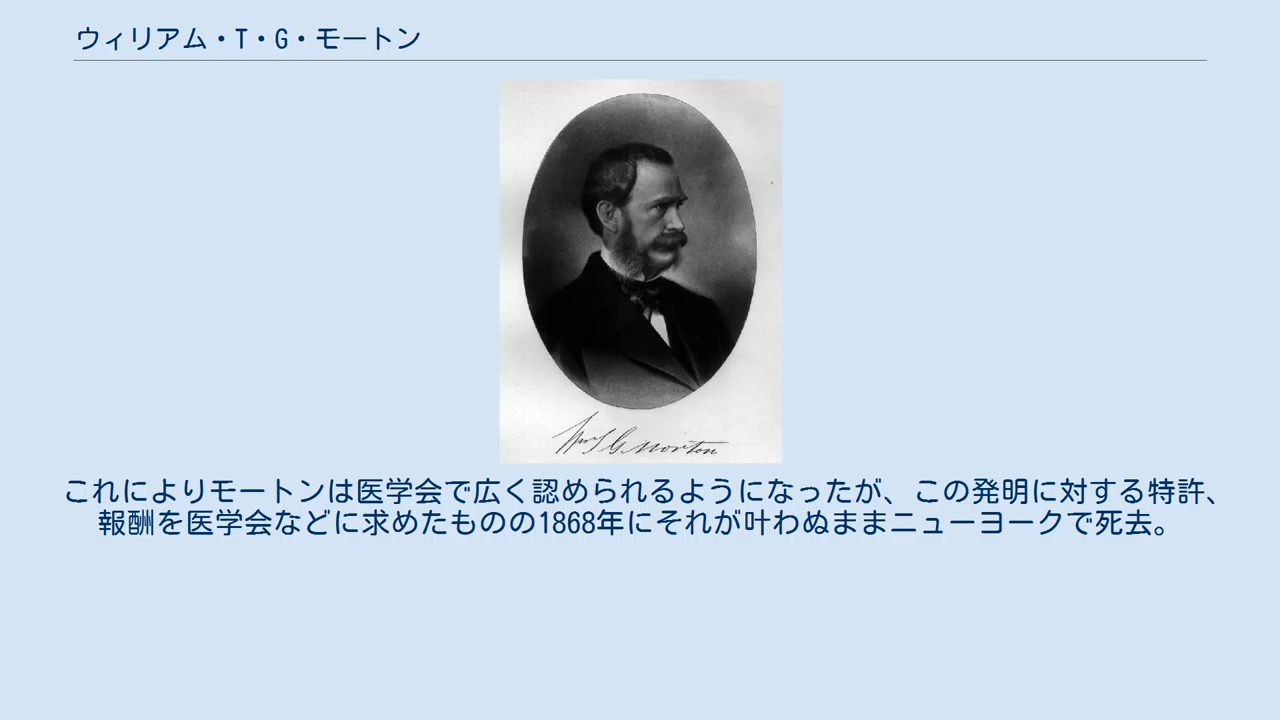 ウィリアム・T・G・モートン
Wm T G Morton
これによりモートンは医学会で広く認められるようになったが、この発明に対する特許、
報酬を医学会などに求めたものの1868年にそれが叶わぬままニューヨークで死去。